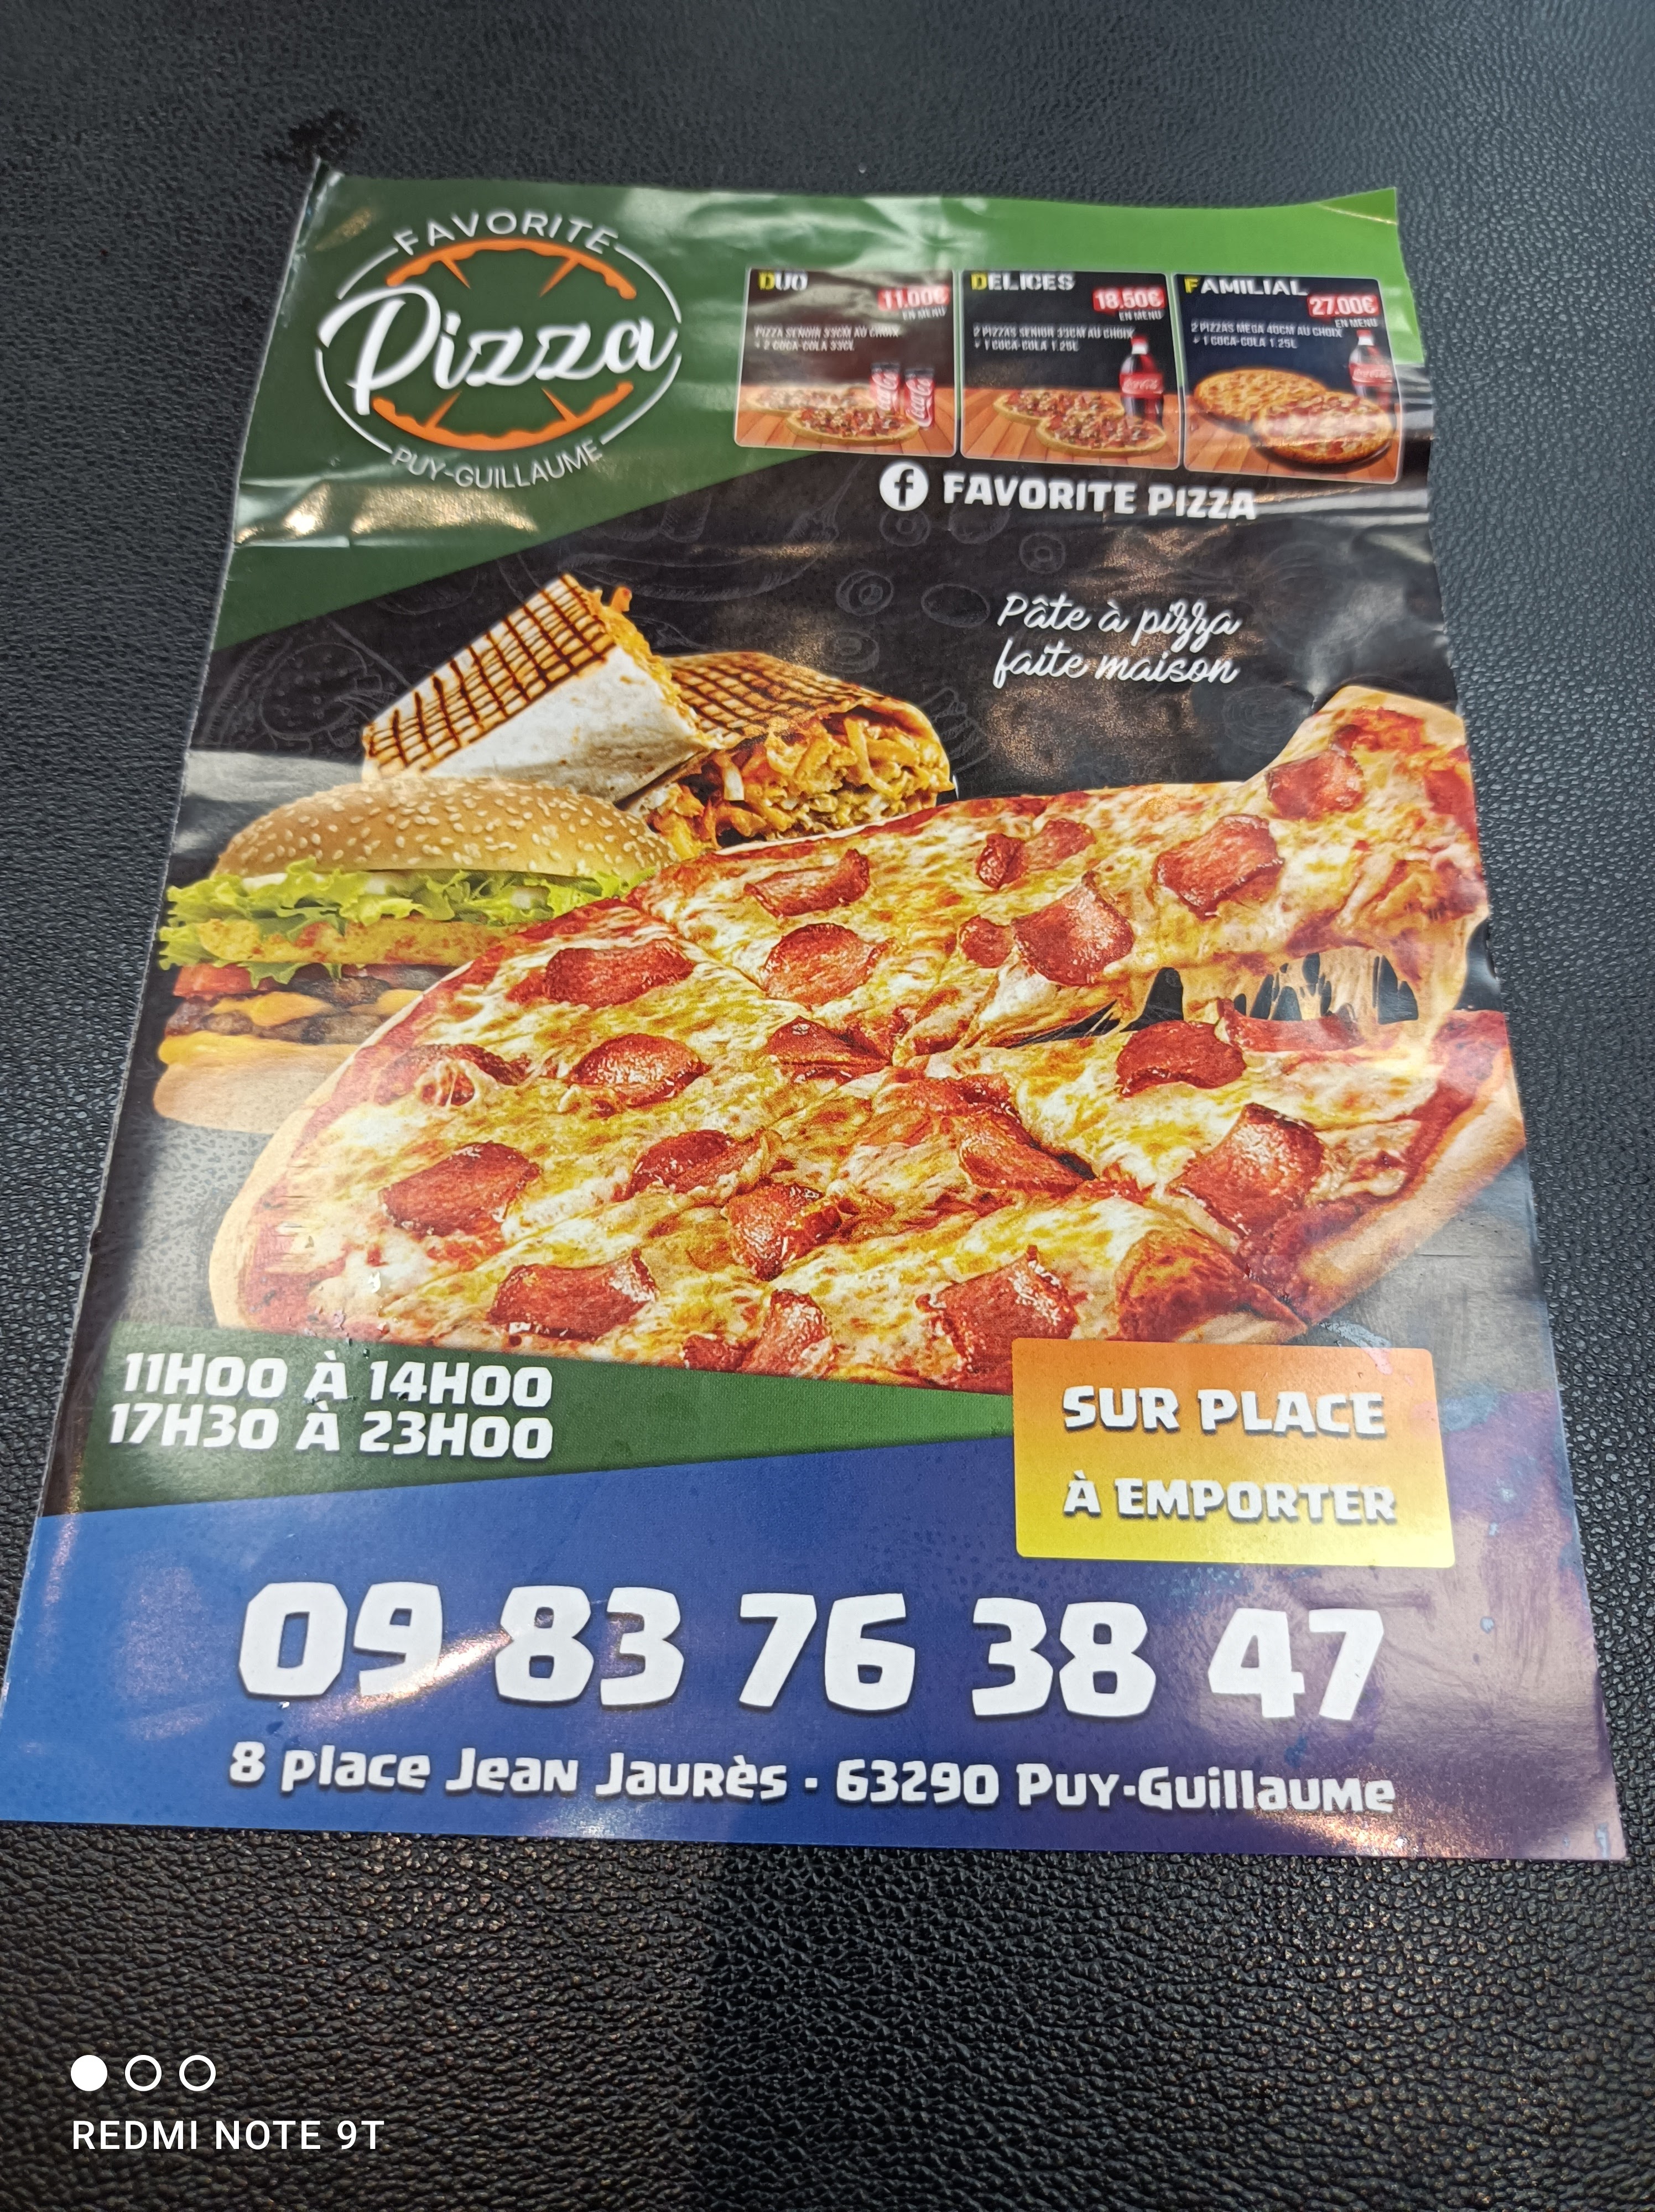 FAVORITE
Pizza
PUY-GUILLAUME
DUO
11.00€
EN MENU
PIZZA SENOIR 33CM AU CHOIX
+ 2 COCA-COLA 33CL
DELICES
18.50€
EN MENU
2 PIZZAS SENIOR 33CM AU CHOIX
+ 1 COCA-COLA 1.25L
FAMILIAL
27.00€
EN MENU
2 PIZZAS MEGA 40CM AU CHOIX
+ 1 COCA-COLA 1.25L
f FAVORITE PIZZA
Pâte à pizza
faite maison
11H00 À 14H00
17H30 À 23H00
SUR PLACE
À EMPORTER
09 83 76 38 47
8 place Jean Jaurès - 63290 Puy-Guillaume
REDMI NOTE 9T